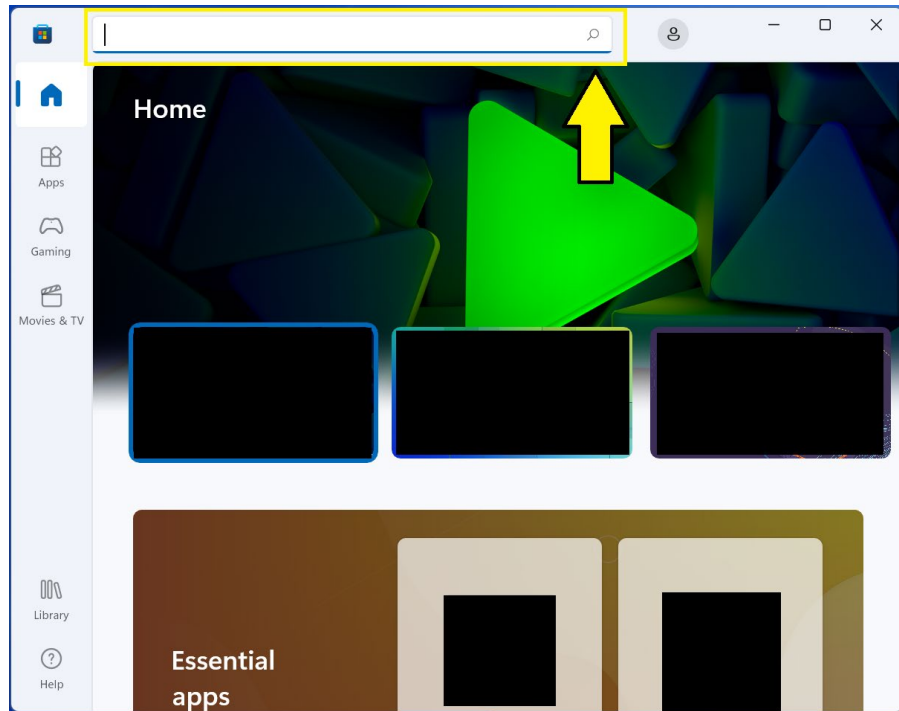 Home
Apps
Gaming
Movies & TV
Library
Help
Essential
apps